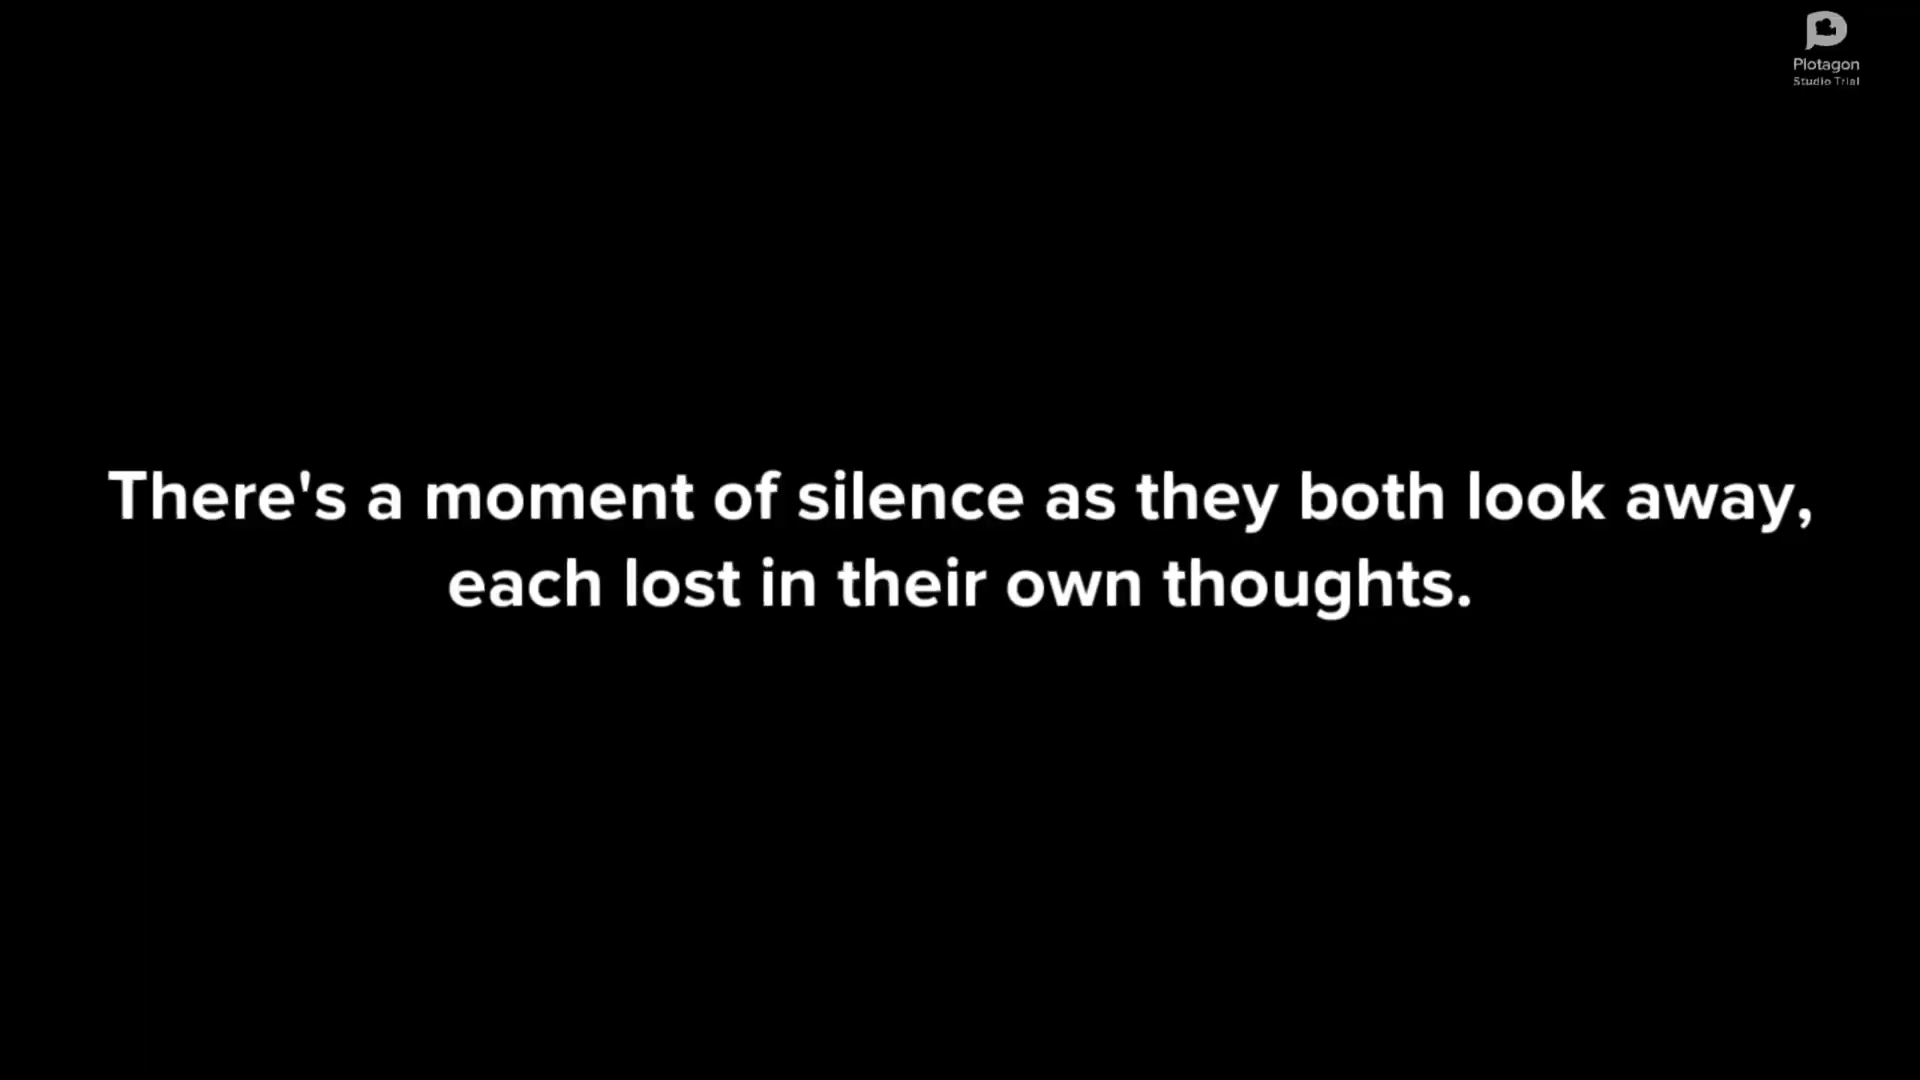 Plotagon
Studio Trial
There's a moment of silence as they both look away,
each lost in their own thoughts.